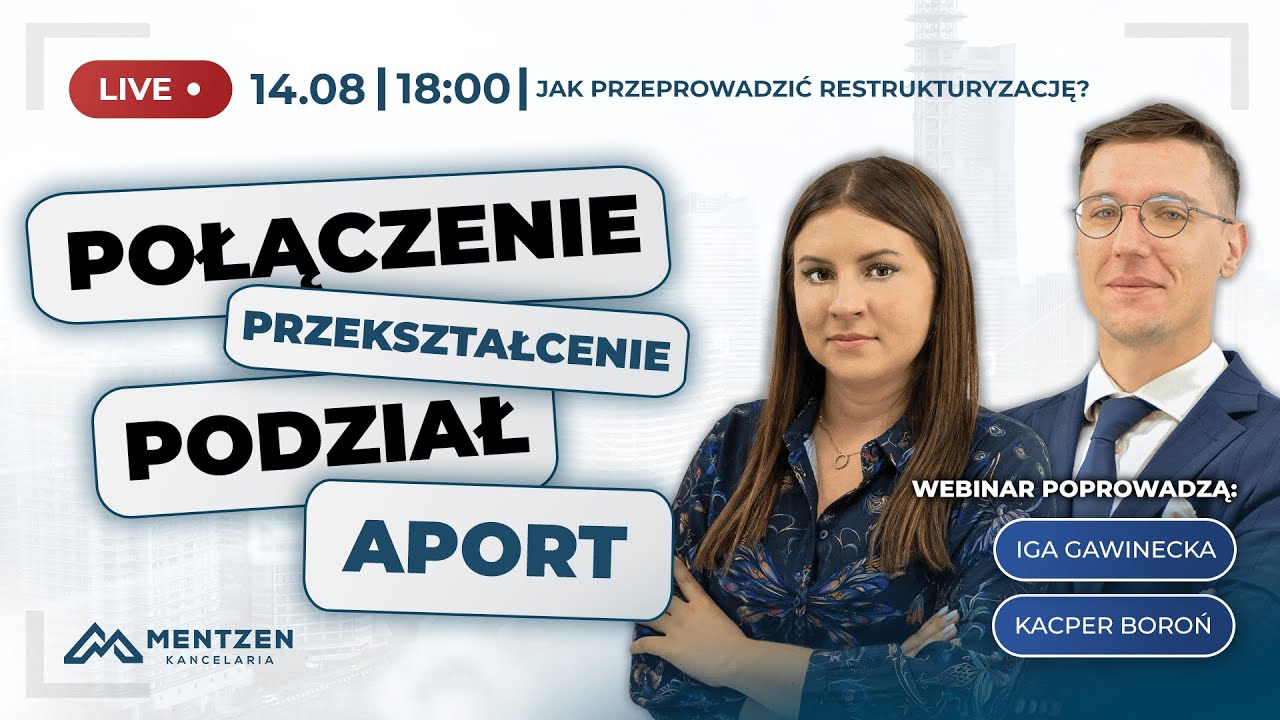 LIVE
14.08 | 18:00 | JAK PRZEPROWADZIĆ RESTRUKTURYZACJĘ?
POŁĄCZENIE
PRZEKSZTAŁCENIE
PODZIAŁ
APORT
WEBINAR POPROWADZĄ:
IGA GAWINECKA
KACPER BOROŃ
MENTZEN
KANCELARIA